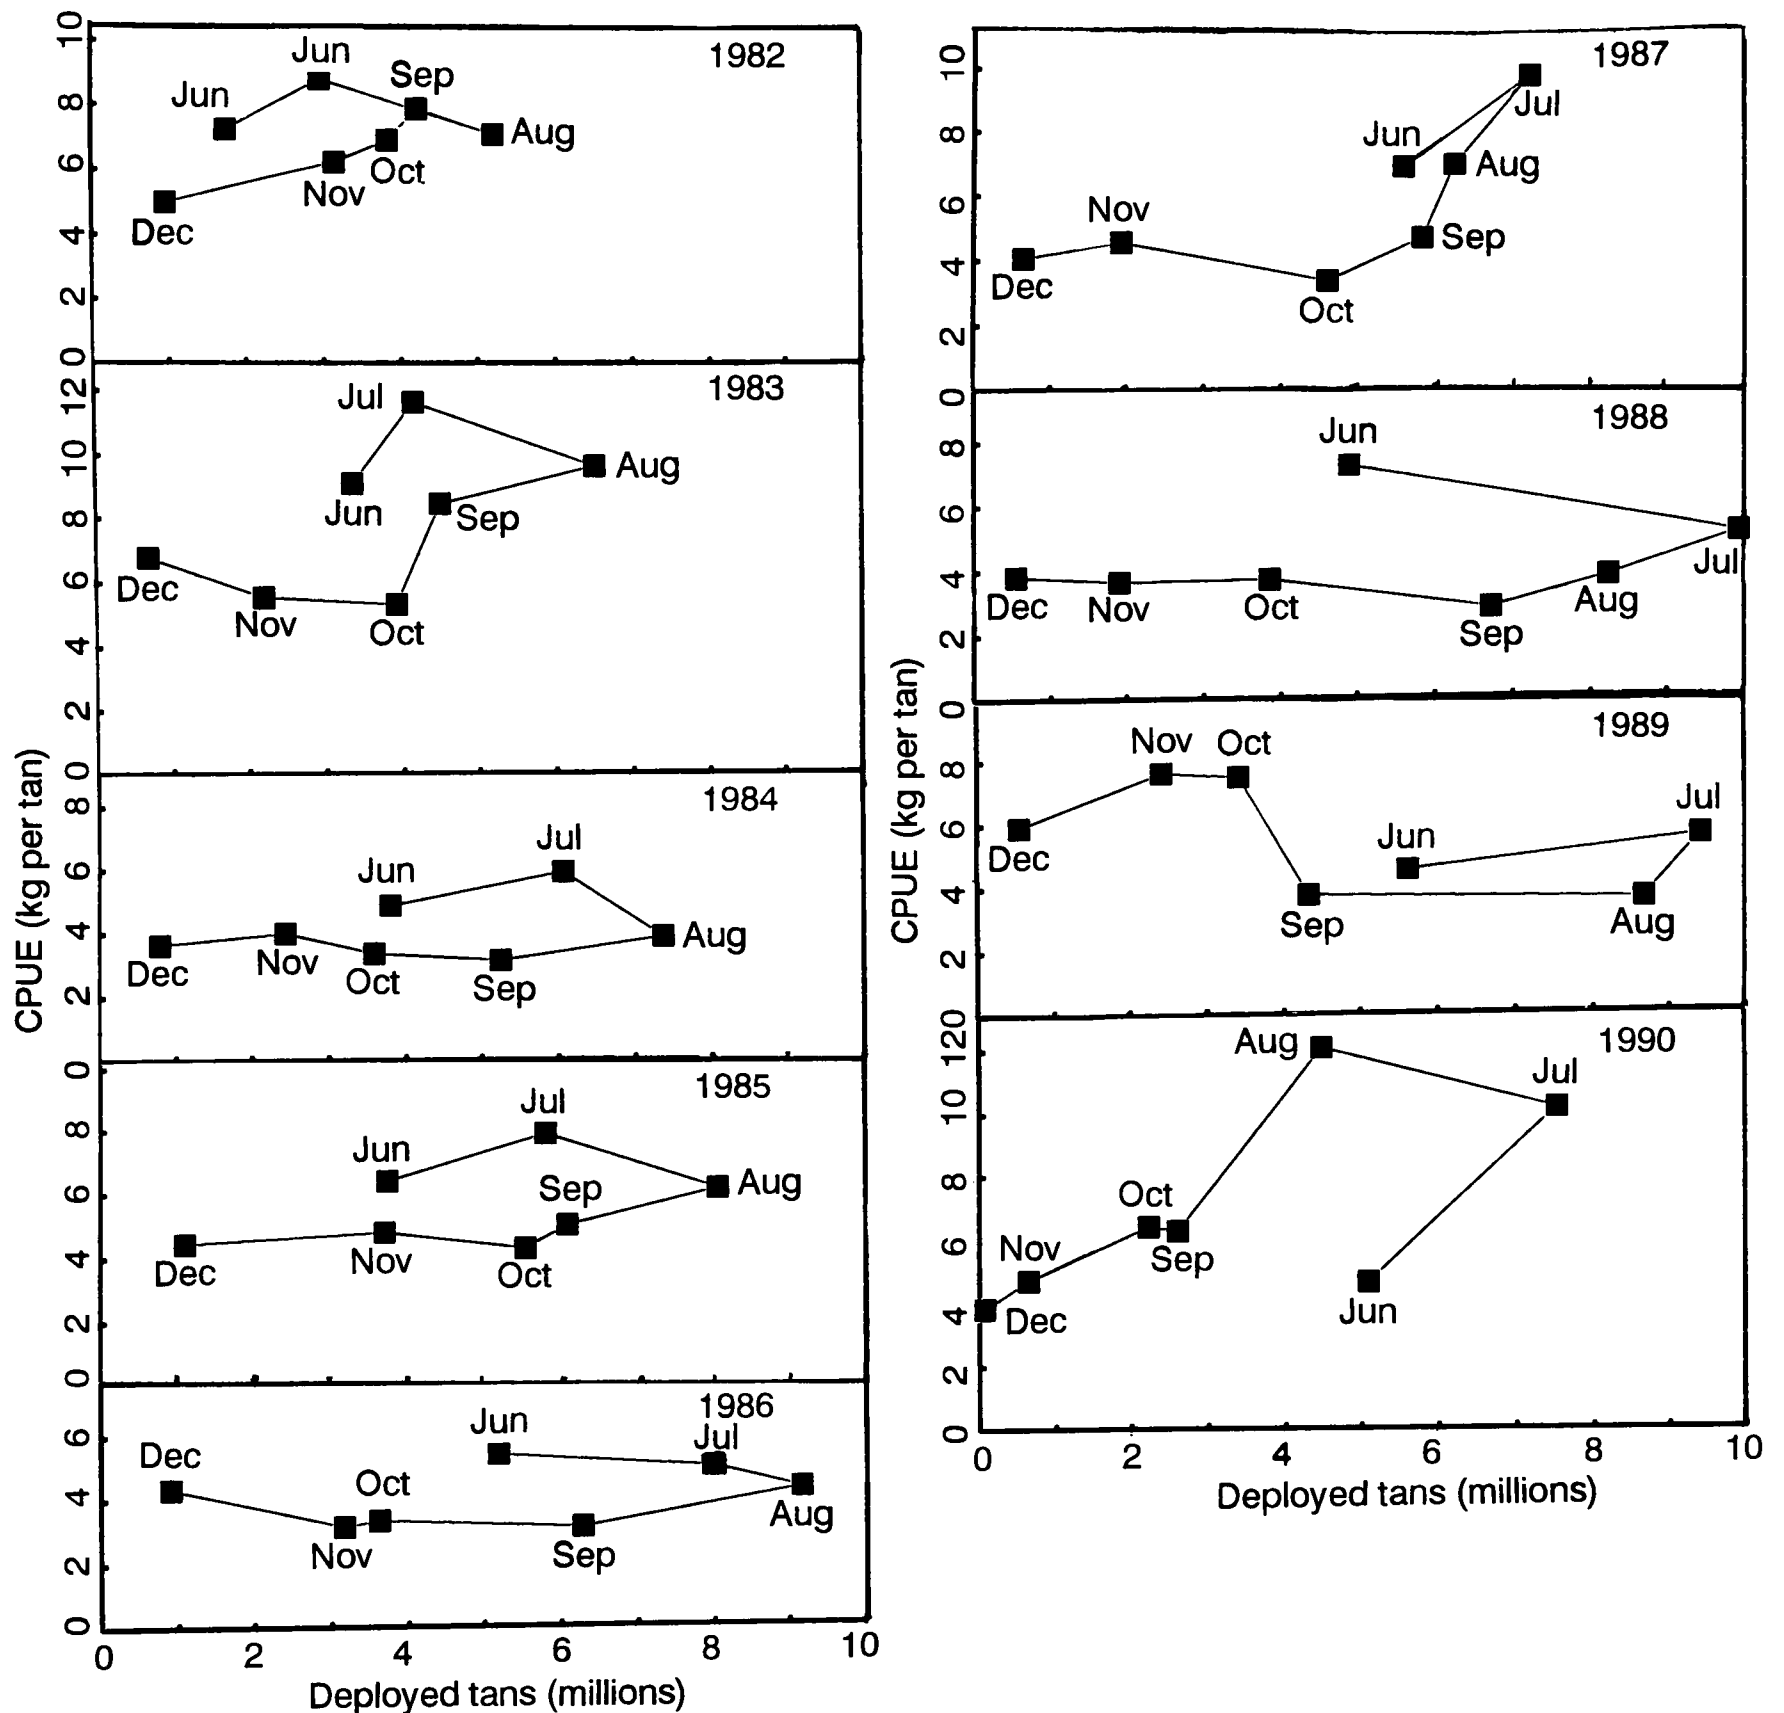 10
8
6
4
2
0
1982
Jun
Jun
Sep
Aug
Oct
Nov
Dec
12
10
8
6
4
2
0
1983
Jul
Aug
Jun
Sep
Dec
Nov
Oct
8
6
4
2
0
1984
Jul
Jun
Aug
Dec
Nov
Oct
Sep
8
6
4
2
0
1985
Jul
Jun
Sep
Aug
Dec
Nov
Oct
6
4
2
0
1986
Jun
Jul
Dec
Oct
Aug
Nov
Sep
0 2 4 6 8 10
Deployed tans (millions)
CPUE (kg per tan)
10
8
6
4
2
0
1987
Jul
Jun
Aug
Nov
Sep
Dec
Oct
8
6
4
2
0
1988
Jun
Jul
Dec
Nov
Oct
Aug
Sep
8
6
4
2
0
1989
Nov Oct
Jul
Jun
Dec
Sep
Aug
12
10
8
6
4
2
0
1990
Aug
Jul
Oct
Nov
Sep
Dec
Jun
0 2 4 6 8 10
Deployed tans (millions)
CPUE (kg per tan)